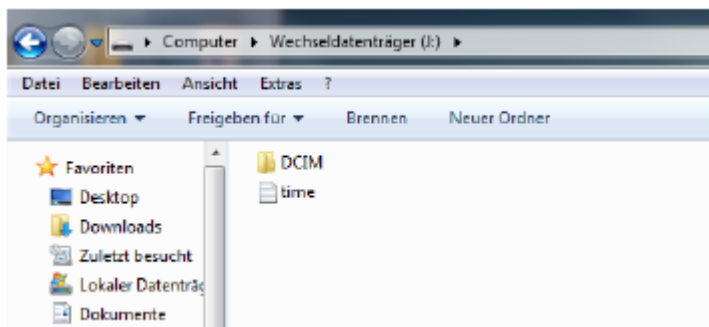 Computer ▸ Wechseldatenträger (J:) ▸
Datei Bearbeiten Ansicht Extras ?
Organisieren Freigeben für Brennen Neuer Ordner
Favoriten
Desktop
Downloads
Zuletzt besucht
Lokaler Datenträg
Dokumente
DCIM
time